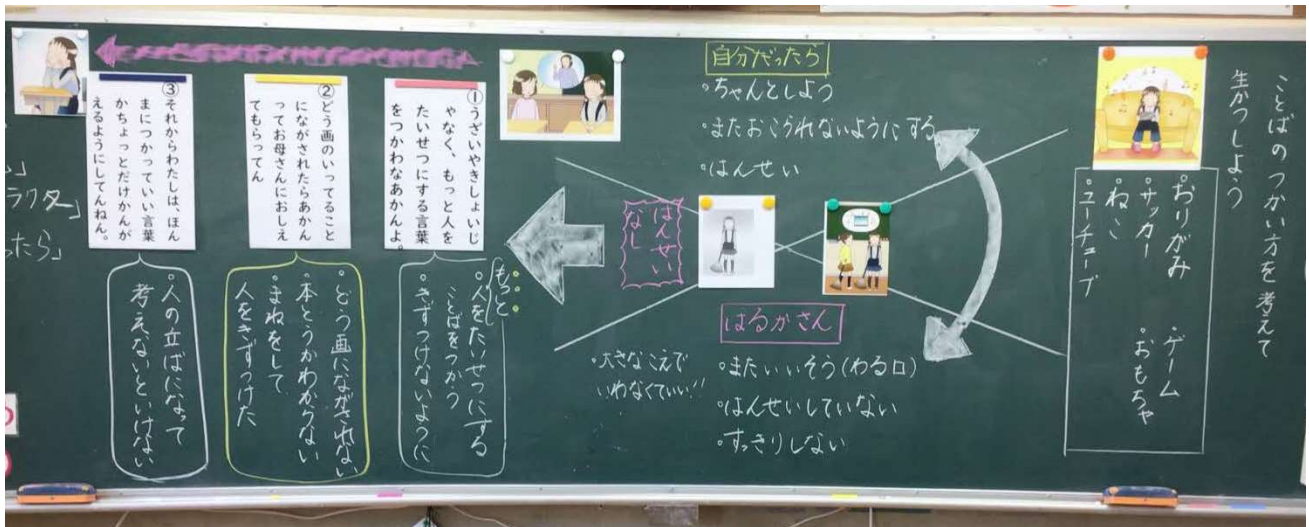 ことばのつかい方を考えて
生かつしよう
おりがみ
サッカー
ねこ
ユーチューブ
・ゲーム
・おもちゃ
自分だったら
・ちゃんとしよう
・またおこられないようにする
・はんせい
はるかさん
・またいいそう(わる口)
・はんせいしていない
・すっきりしない
・大きなこえで
いわなくていい!!
はんせい
なし
①うざいやきしょいじ
ゃなく、もっと人を
たいせつにする言葉
をつかわなあかんよ。
もっと
・人をたいせつにする
ことばをつかう
・きずつけないように
②
どう画のいってること
にながされたらあかん
っておお母さんにおしえ
てもらってん
・どう画にながされない
・本とうかわからない
・まねをして
人をきずつけた
③
それからわたしは、ほん
まにつかっていい言葉
かちょっとだけかんが
えるようにしてんねん。
・人の立ばになって
考えないといけない
ラクタ」
ったら」